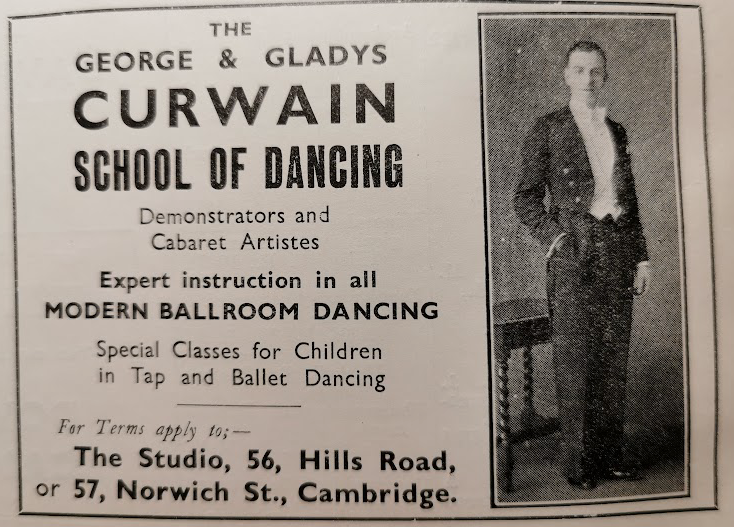 THE
GEORGE & GLADYS
CURWAIN
SCHOOL OF DANCING
Demonstrators and
Cabaret Artistes
Expert instruction in all
MODERN BALLROOM DANCING
Special Classes for Children
in Tap and Ballet Dancing
For Terms apply to;—
The Studio, 56, Hills Road,
or 57, Norwich St., Cambridge.